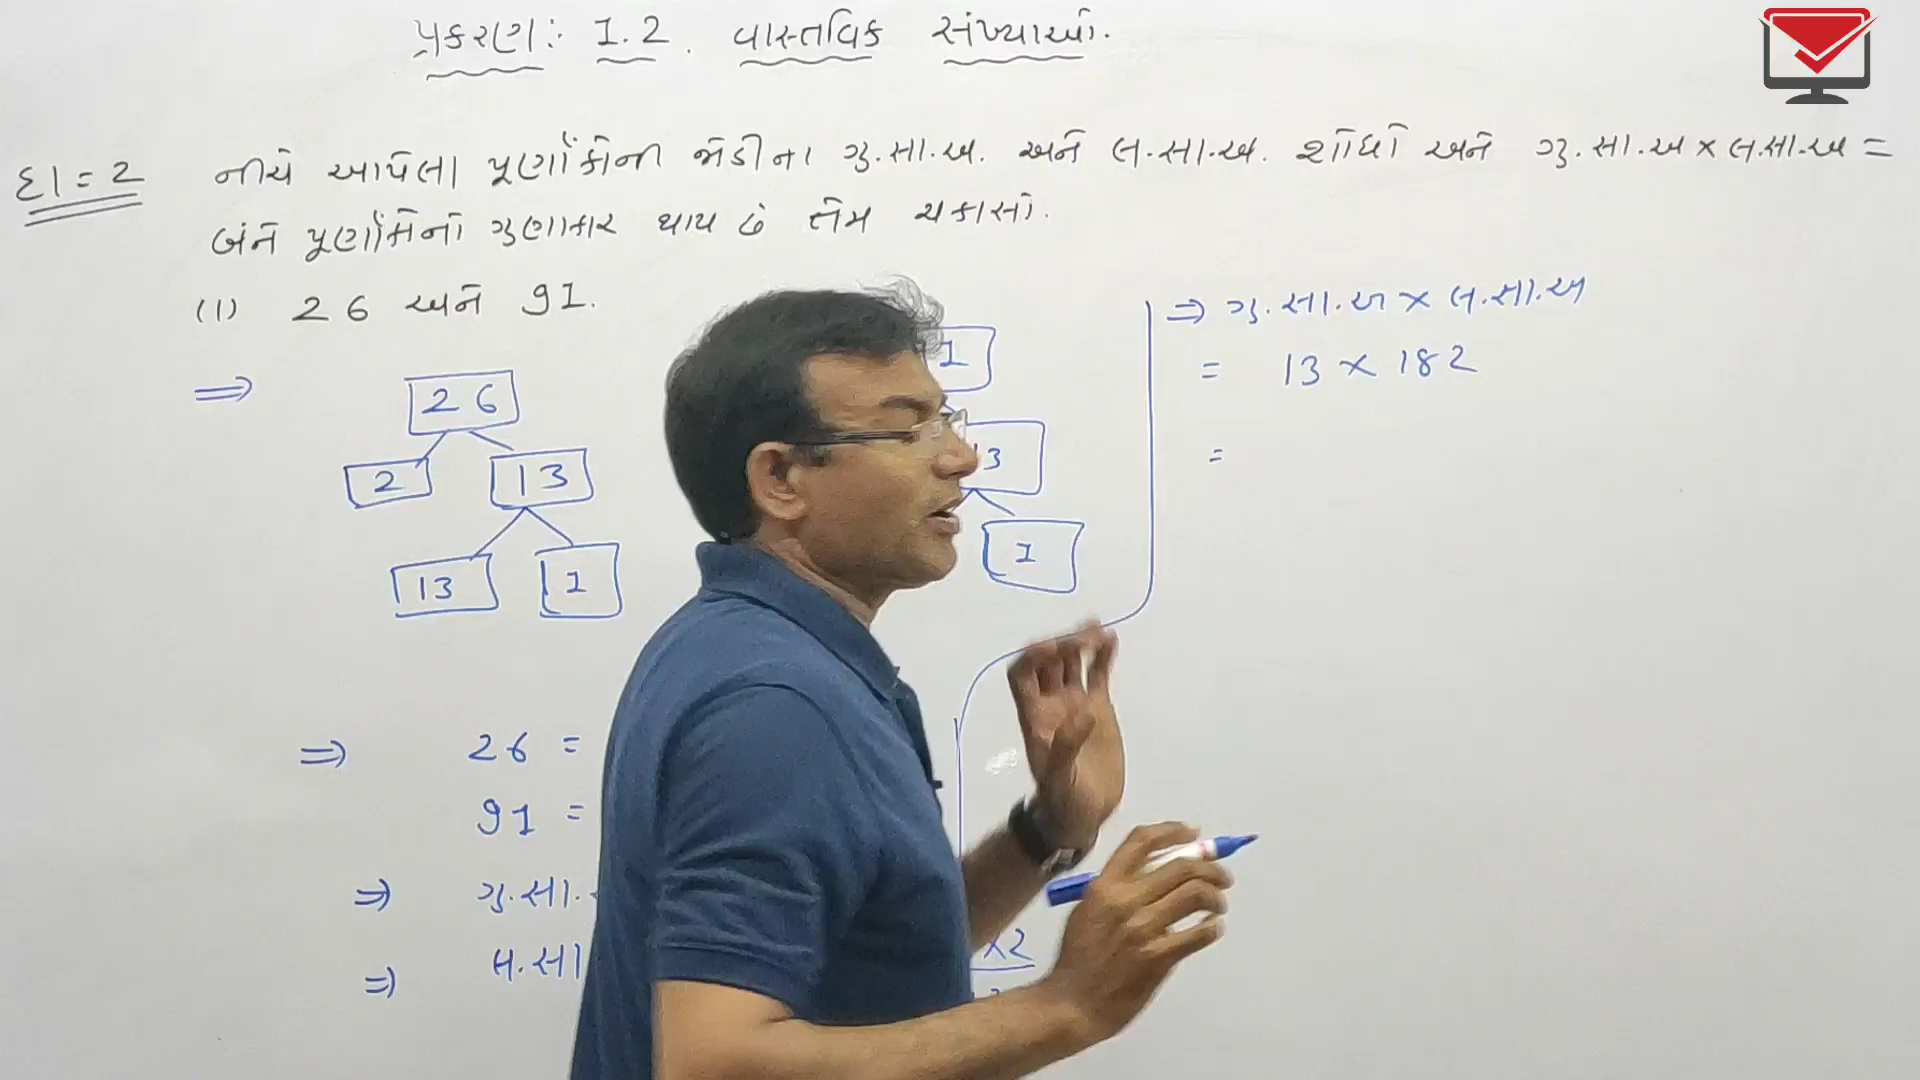 પ્રકરણ: 1.2. વાસ્તવિક સંખ્યાઓ.
દા=2 નીચે આપેલા પૂર્ણાંકોની જોડીના ગુ.સા.અ. અને લ.સા.અ. શોધો અને ગુ.સા.અ × લ.સા.અ =
બંને પૂર્ણાંકોનો ગુણાકાર થાય છે તેમ ચકાસો.
(1) 26 અને 91.
⇒ ગુ.સા.અ × લ.સા.અ
= 13 × 182
=
⇒ 26
1
2 13
3
13 1
1
⇒ 26 =
91 =
⇒ ગુ.સા.
⇒ લ.સા
×2